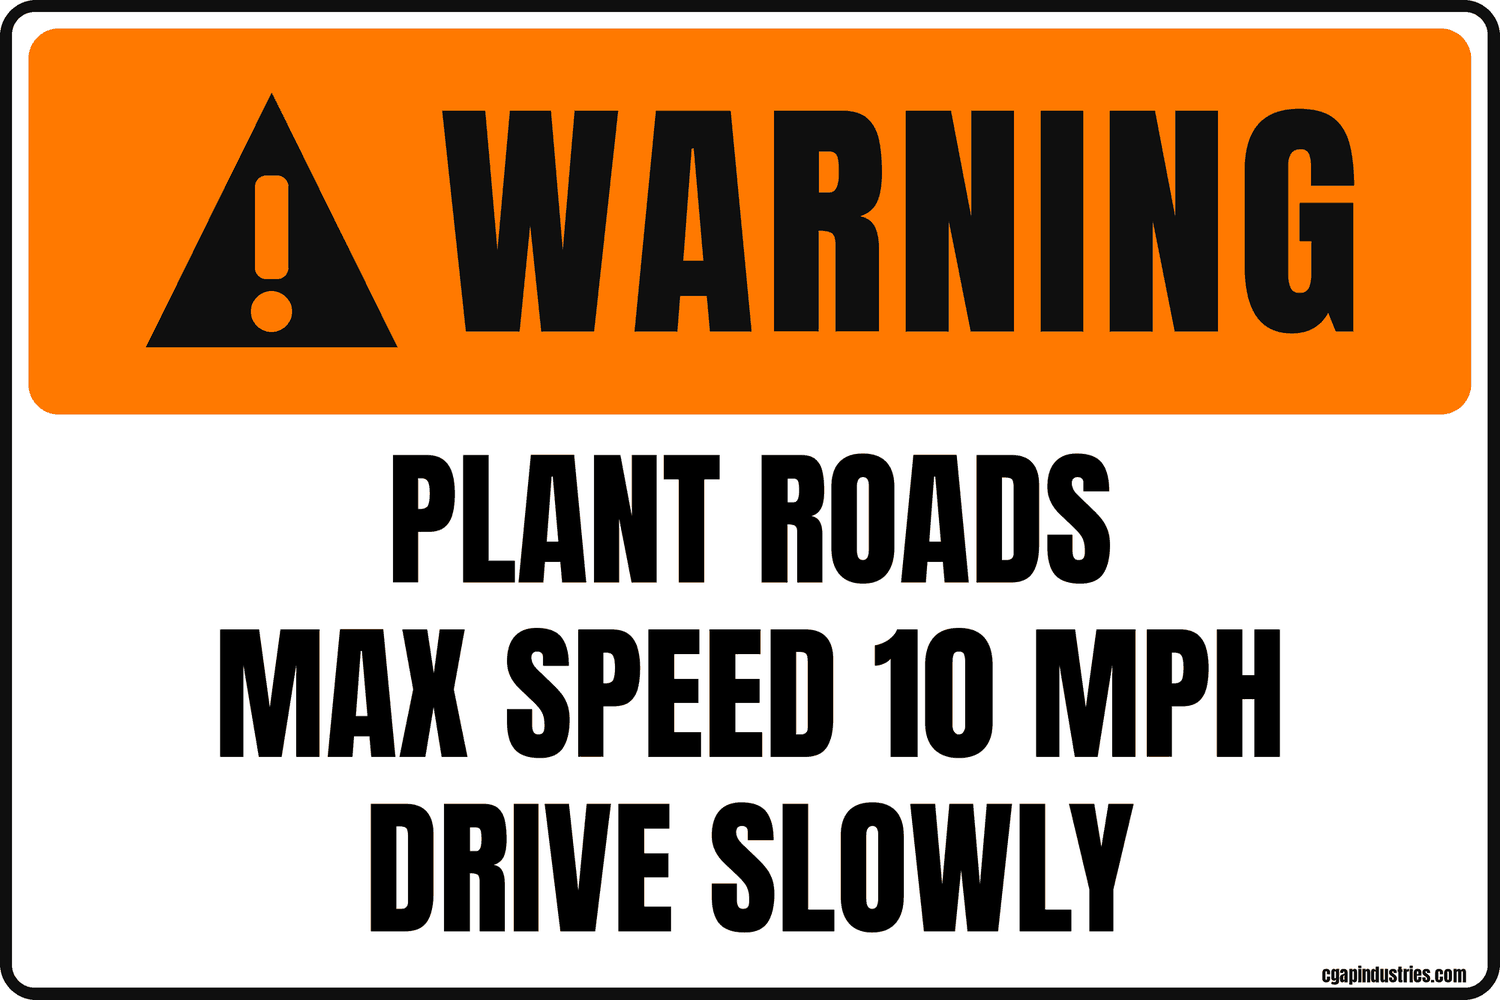 WARNING
PLANT ROADS
MAX SPEED 10 MPH
DRIVE SLOWLY
cgapindustries.com